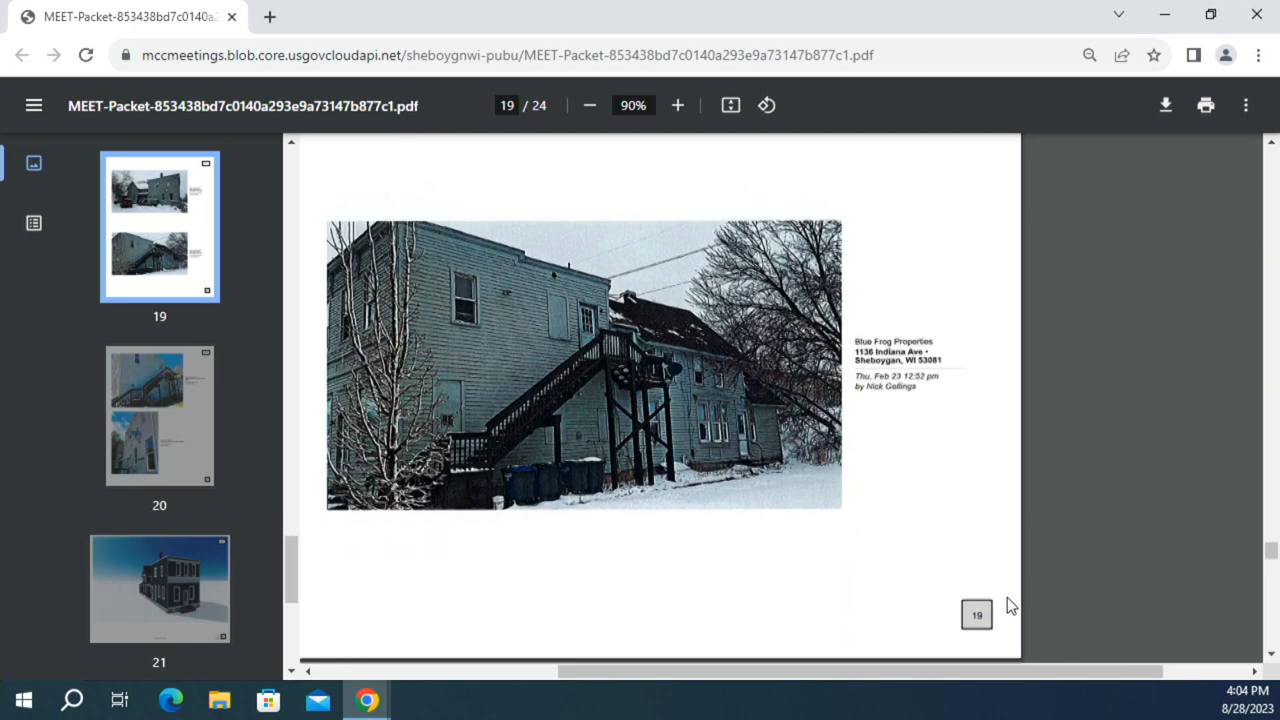 MEET-Packet-853438bd7c0140a2
mccmeetings.blob.core.usgovcloudapi.net/sheboygnwi-pubu/MEET-Packet-853438bd7c0140a293e9a73147b877c1.pdf
MEET-Packet-853438bd7c0140a293e9a73147b877c1.pdf
19 / 24
90%
19
20
21
Blue Frog Properties
1136 Indiana Ave •
Sheboygan, WI 53081
Thu, Feb 23 12:52 pm
by Nick Gellings
19
4:04 PM
8/28/2023